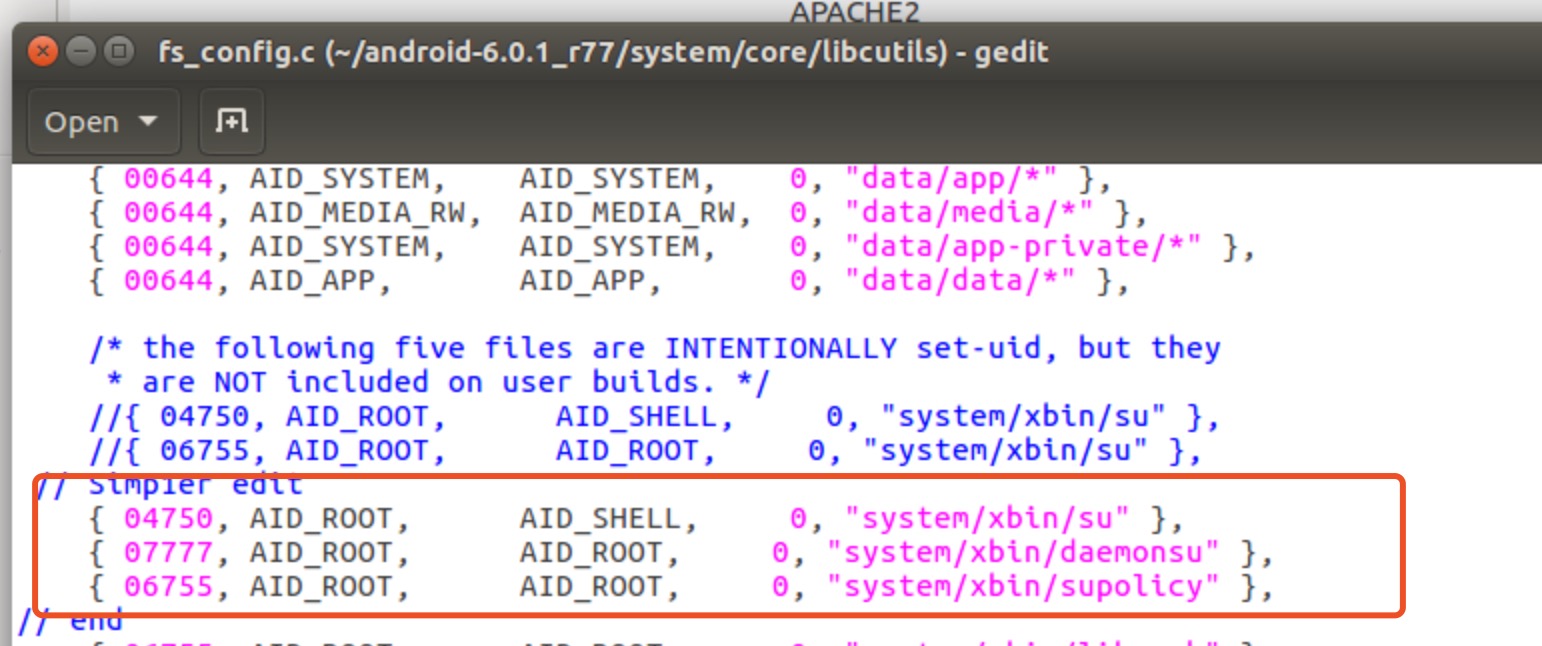 APACHE2
fs_config.c (~/android-6.0.1_r77/system/core/libcutils) - gedit
Open
{ 00644, AID_SYSTEM,    AID_SYSTEM,    0, "data/app/*" },
{ 00644, AID_MEDIA_RW,  AID_MEDIA_RW,  0, "data/media/*" },
{ 00644, AID_SYSTEM,    AID_SYSTEM,    0, "data/app-private/*" },
{ 00644, AID_APP,       AID_APP,       0, "data/data/*" },
/* the following five files are INTENTIONALLY set-uid, but they
* are NOT included on user builds. */
//{ 04750, AID_ROOT,      AID_SHELL,     0, "system/xbin/su" },
//{ 06755, AID_ROOT,      AID_ROOT,     0, "system/xbin/su" },
// Simpler edit
{ 04750, AID_ROOT,      AID_SHELL,     0, "system/xbin/su" },
{ 07777, AID_ROOT,      AID_ROOT,     0, "system/xbin/daemonsu" },
{ 06755, AID_ROOT,      AID_ROOT,     0, "system/xbin/supolicy" },
// end